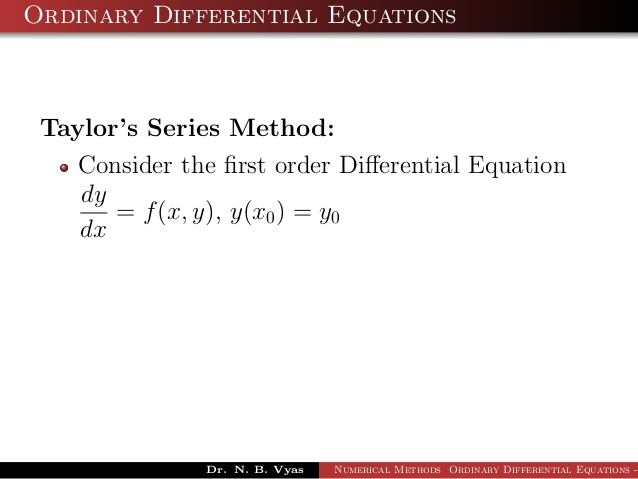 Ordinary Differential Equations
Taylor's Series Method:
Consider the first order Differential Equation
dy/dx = f(x, y), y(x₀) = y₀
Dr. N. B. Vyas Numerical Methods Ordinary Differential Equations -